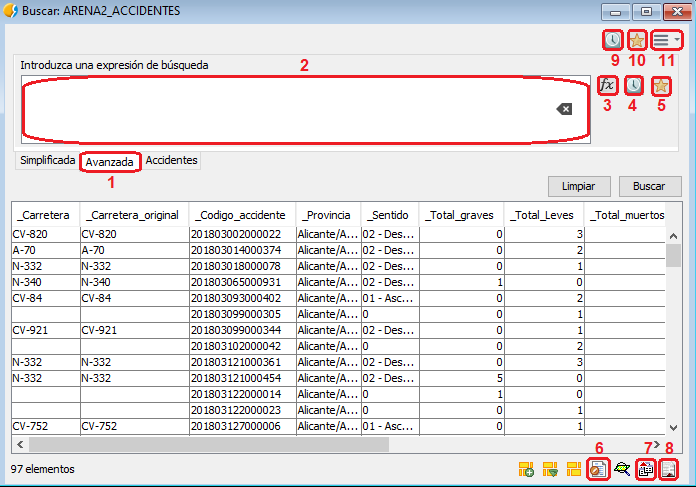 Buscar: ARENA2_ACCIDENTES
9 10 11
Introduzca una expresión de búsqueda
2
fx
3 4 5
Simplificada Avanzada Accidentes
1
Limpiar Buscar
_Carretera _Carretera_original _Codigo_accidente _Provincia _Sentido _Total_graves _Total_Leves _Total_muertos
CV-820 CV-820 201803002000022 Alicante/A... 02 - Des... 0 3
A-70 A-70 201803014000374 Alicante/A... 02 - Des... 0 2
N-332 N-332 201803018000078 Alicante/A... 02 - Des... 0 1
N-340 N-340 201803065000931 Alicante/A... 02 - Des... 1 0
CV-84 CV-84 201803093000402 Alicante/A... 01 - Asc... 0 2
201803099000305 Alicante/A... 0 0 1
CV-921 CV-921 201803099000344 Alicante/A... 02 - Des... 0 1
201803102000042 Alicante/A... 0 0 2
N-332 N-332 201803121000361 Alicante/A... 02 - Des... 0 3
N-332 N-332 201803121000454 Alicante/A... 02 - Des... 5 0
201803122000014 Alicante/A... 0 1 0
201803122000023 Alicante/A... 0 0 1
CV-752 CV-752 201803127000006 Alicante/A... 01 - Asc... 0 1
6 7 8
97 elementos